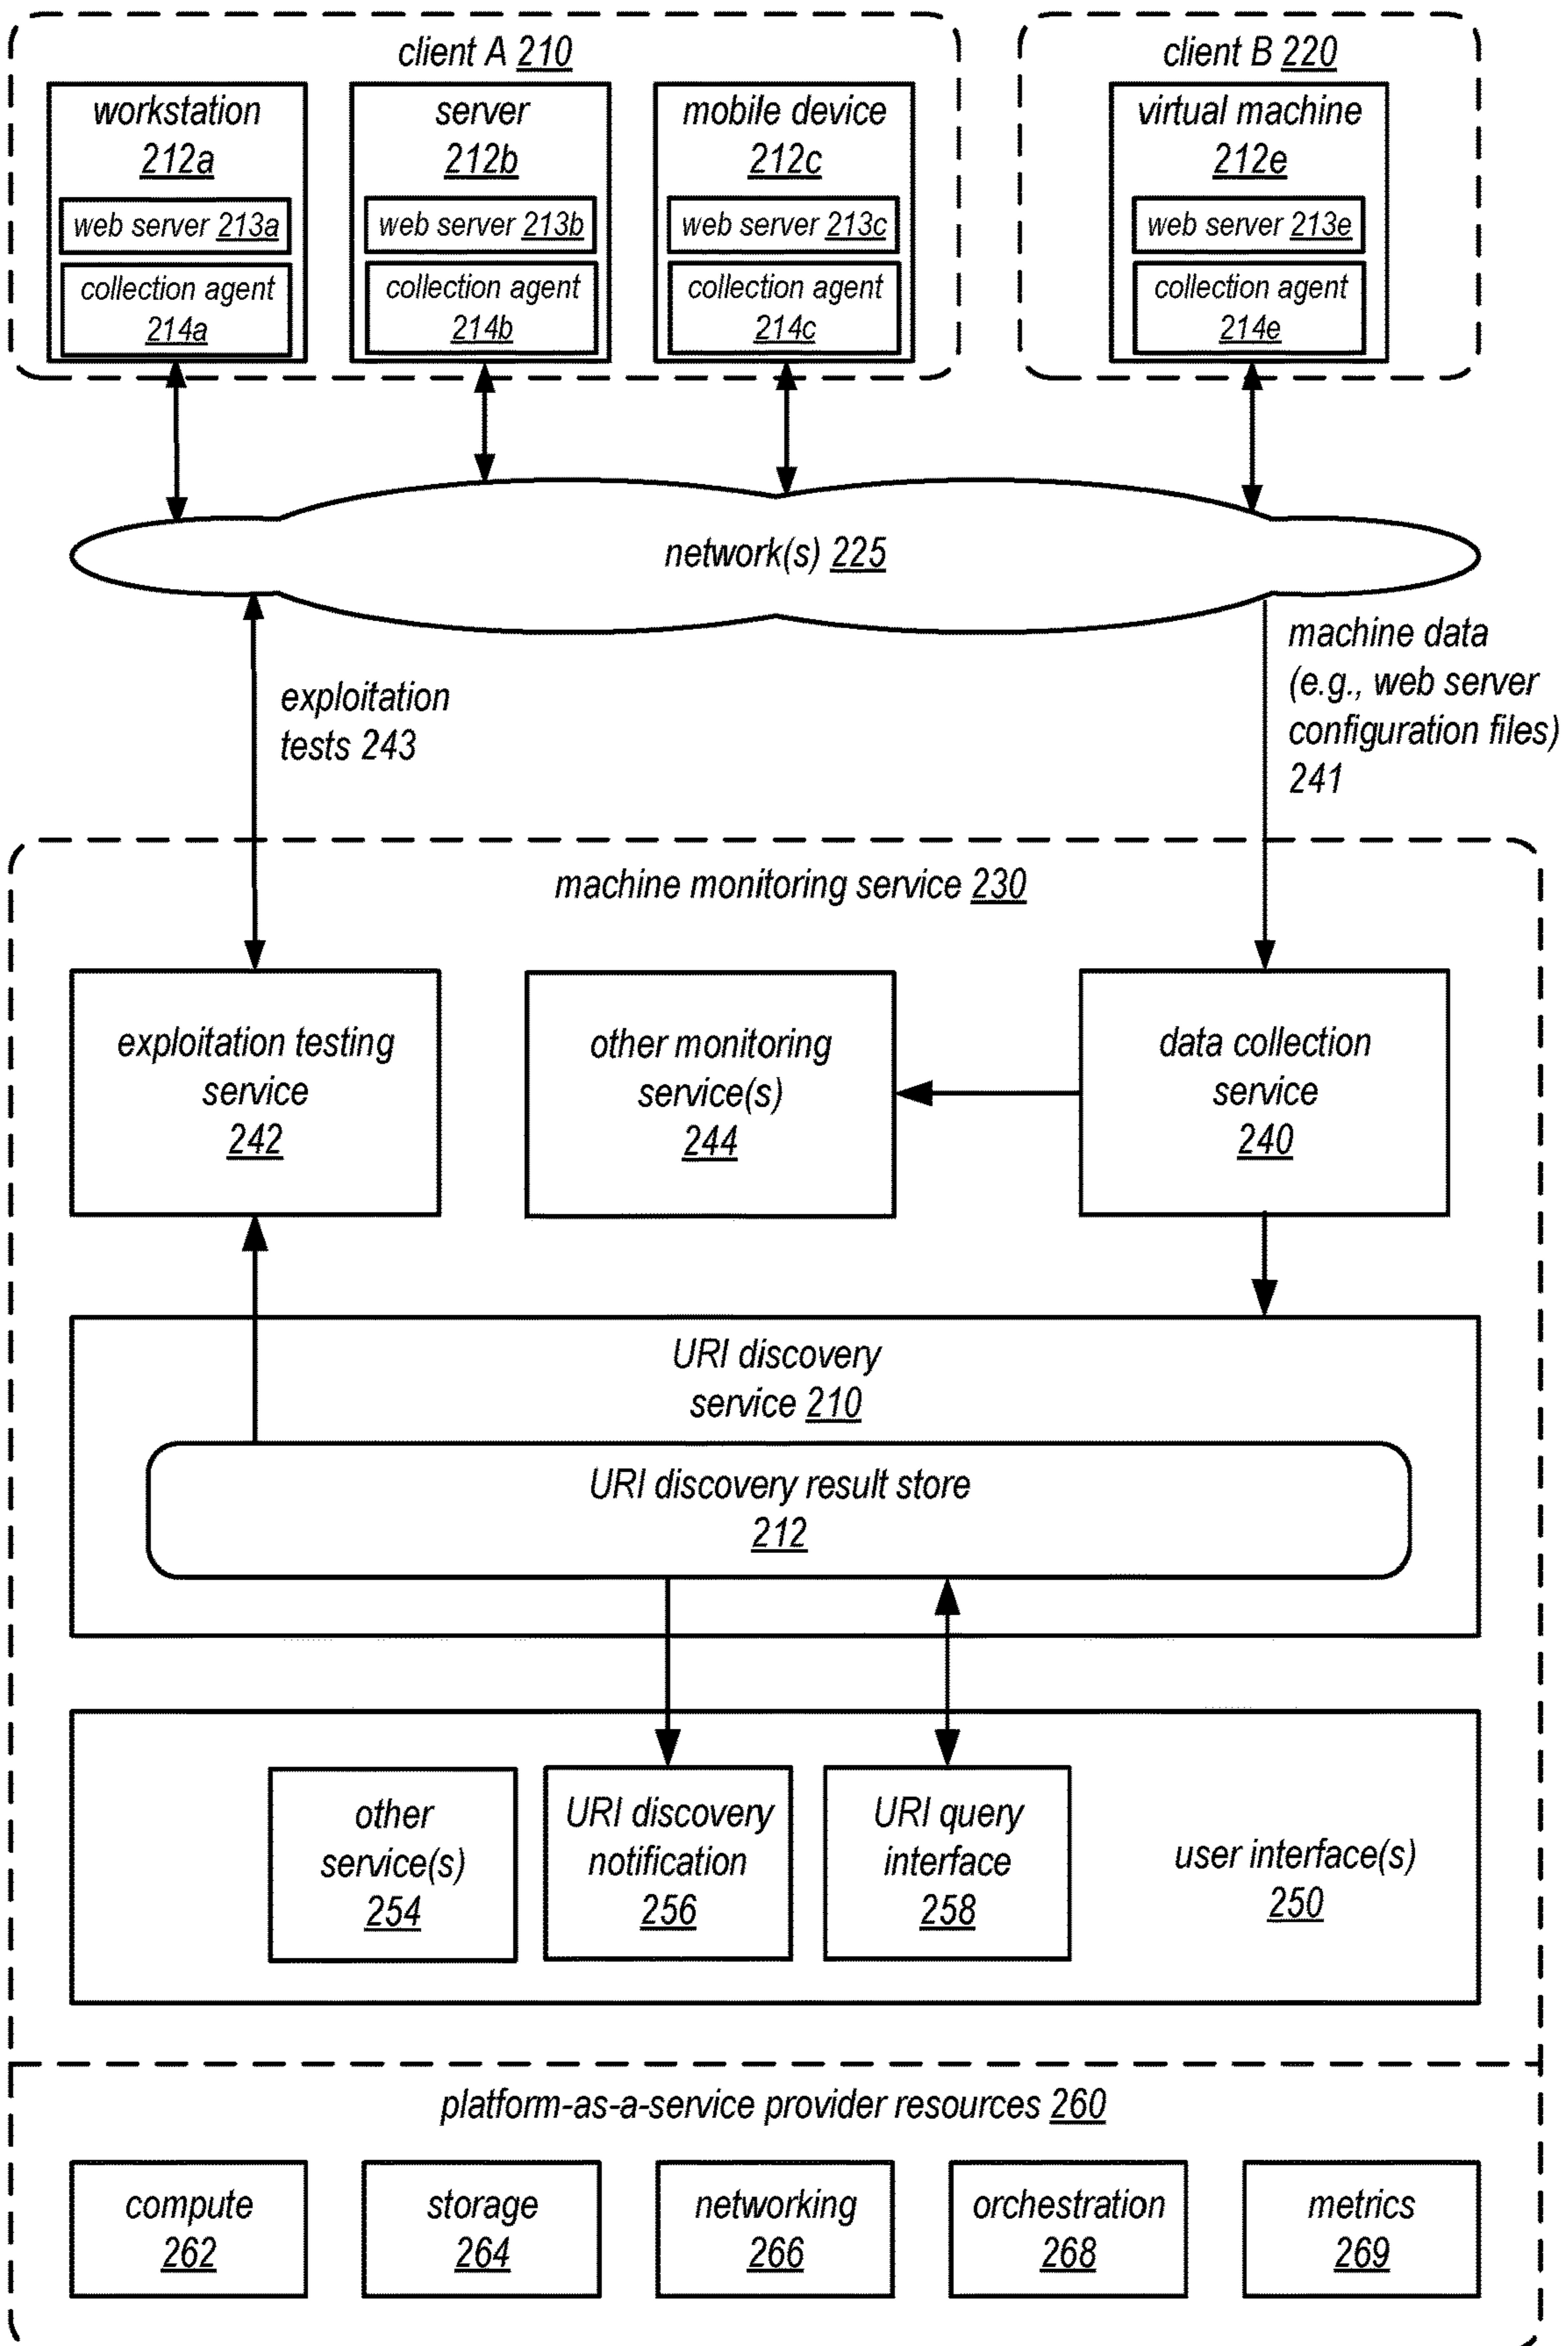 client A 210
workstation
212a
web server 213a
collection agent
214a
server
212b
web server 213b
collection agent
214b
mobile device
212c
web server 213c
collection agent
214c
client B 220
virtual machine
212e
web server 213e
collection agent
214e
network(s) 225
exploitation
tests 243
machine data
(e.g., web server
configuration files)
241
machine monitoring service 230
exploitation testing
service
242
other monitoring
service(s)
244
data collection
service
240
URI discovery
service 210
URI discovery result store
212
other
service(s)
254
URI discovery
notification
256
URI query
interface
258
user interface(s)
250
platform-as-a-service provider resources 260
compute
262
storage
264
networking
266
orchestration
268
metrics
269